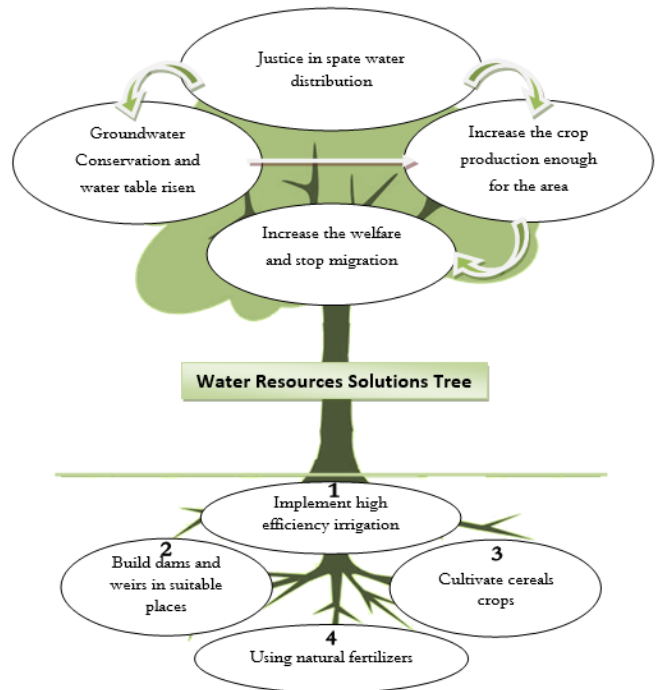 Justice in spate water
distribution
Groundwater
Conservation and
water table risen
Increase the crop
production enough
for the area
Increase the welfare
and stop migration
Water Resources Solutions Tree
1
Implement high
efficiency irrigation
2
Build dams and
weirs in suitable
places
3
Cultivate cereals
crops
4
Using natural fertilizers